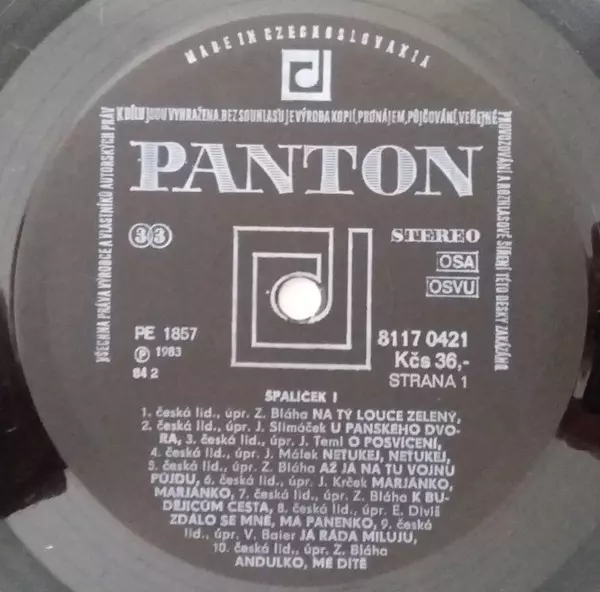 MADE IN CZECHOSLOVAKIA
VŠECHNA PRÁVA VÝROBCE A VLASTNÍKŮ AUTORSKÝCH PRÁV
K DÍLU JSOU VYHRAŽENA. BEZ SOUHLASU JE VÝROBA KOPIÍ, PRONÁJEM, PŮJČOVÁNÍ, VEŘEJNÉ
PROVOZOVÁNÍ A ROZHLASOVÉ ŠÍŘENÍ TÉTO DESKY ZAKÁZÁNO
PANTON
33
STEREO
OSA
OSVU
PE 1857
℗ 1983
84 2
8117 0421
Kčs 36,-
STRANA 1
ŠPALÍČEK I
1. česká lid., úpr. Z. Bláha NA TÝ LOUCE ZELENÝ,
2. česká lid., úpr. J. Slimáček U PANSKÉHO DVO-
RA, 3. česká lid., úpr. J. Teml O POSVÍCENÍ,
4. česká lid., úpr. J. Málek NEŤUKEJ, NEŤUKEJ,
5. česká lid., úpr. Z. Bláha AŽ JÁ NA TU VOJNU
PŮJDU, 6. česká lid., úpr. J. Krček MARJÁNKO,
MARJÁNKO, 7. česká lid., úpr. Z. Bláha K BU-
DĚJICŮM CESTA, 8. česká lid., úpr. E. Diviš
ZDÁLO SE MNĚ, MÁ PANENKO, 9. česká
lid., úpr. V. Baier JÁ RÁDA MILUJU,
10. česká lid., úpr. Z. Bláha
ANDULKO, MÉ DÍTĚ